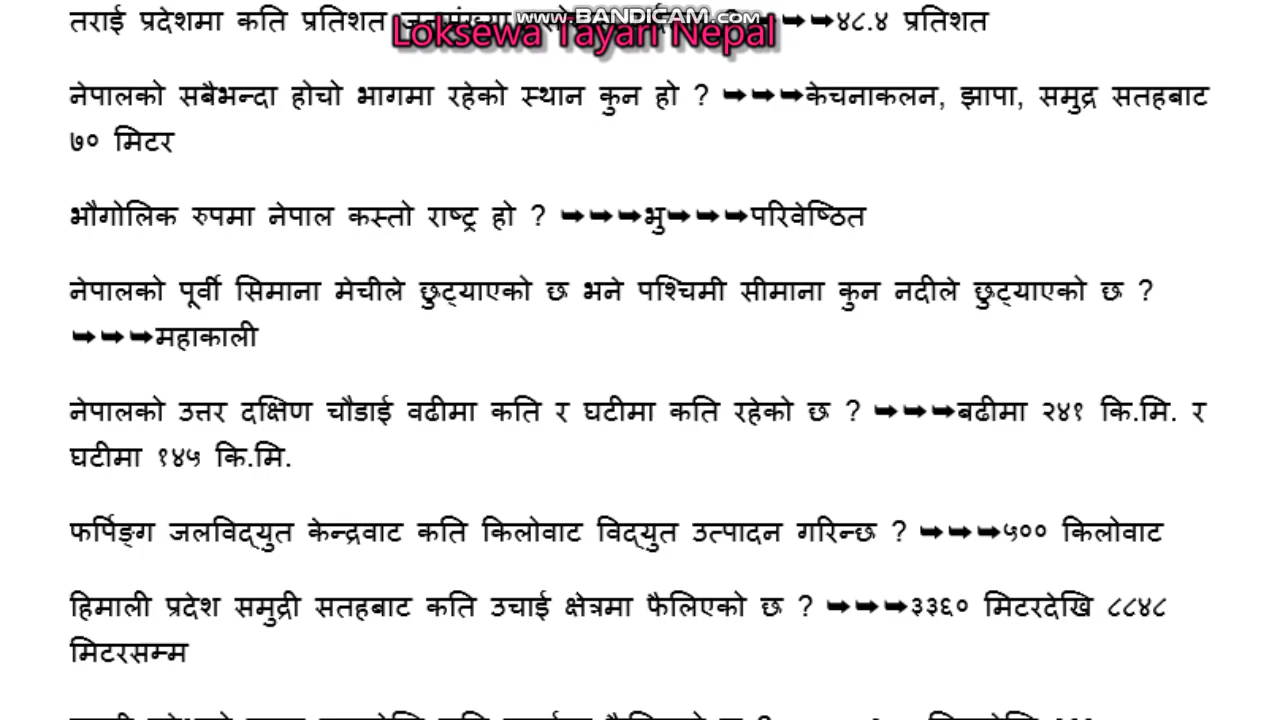 www.BANDICAM.com
Loksewa Tayari Nepal
तराई प्रदेशमा कति प्रतिशत ➥➥४८.४ प्रतिशत
नेपालको सबैभन्दा होचो भागमा रहेको स्थान कुन हो ? ➥➥➥केचनाकलन, झापा, समुद्र सतहबाट
७० मिटर
भौगोलिक रुपमा नेपाल कस्तो राष्ट्र हो ? ➥➥➥भु➥➥➥परिवेष्ठित
नेपालको पूर्वी सिमाना मेचीले छुट्याएको छ भने पश्चिमी सीमाना कुन नदीले छुट्याएको छ ?
➥➥➥महाकाली
नेपालको उत्तर दक्षिण चौडाई वढीमा कति र घटीमा कति रहेको छ ? ➥➥➥बढीमा २४१ कि.मि. र
घटीमा १४५ कि.मि.
फर्पिङ्ग जलविद्युत केन्द्रवाट कति किलोवाट विद्युत उत्पादन गरिन्छ ? ➥➥➥५०० किलोवाट
हिमाली प्रदेश समुद्री सतहबाट कति उचाई क्षेत्रमा फैलिएको छ ? ➥➥➥३३६० मिटरदेखि ८८४८
मिटरसम्म